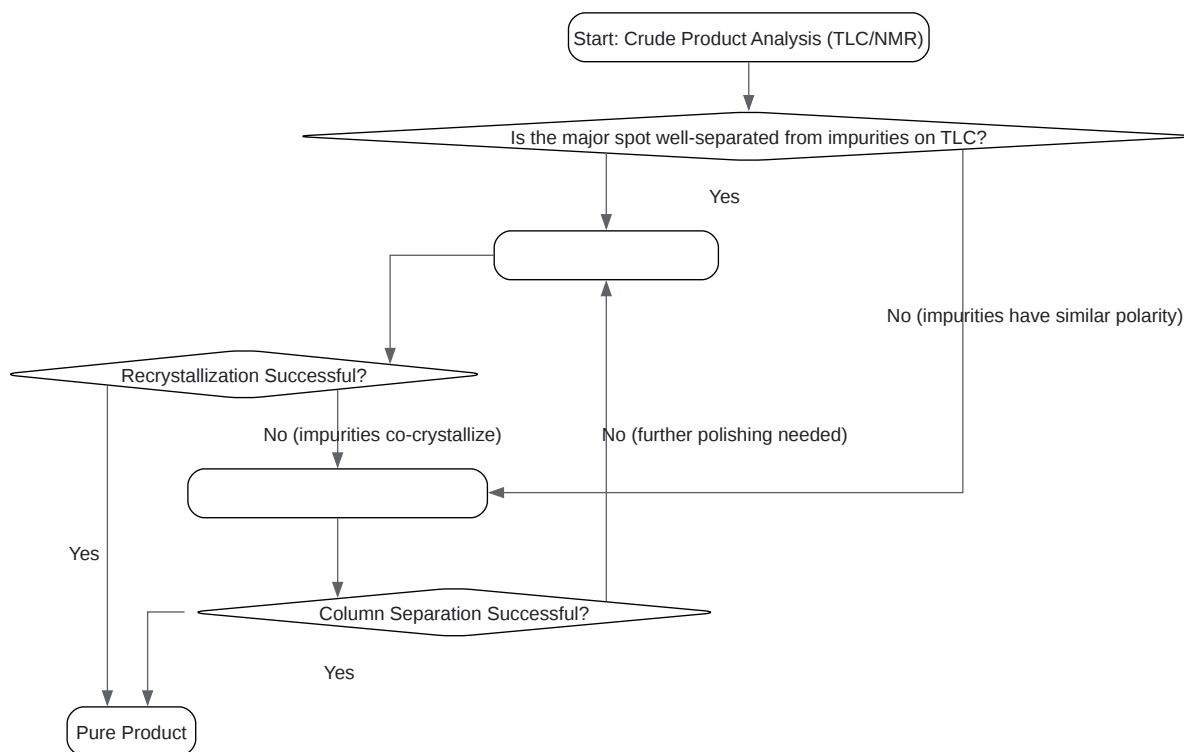 Start: Crude Product Analysis (TLC/NMR)
Is the major spot well-separated from impurities on TLC?
Yes
No (impurities have similar polarity)
Recrystallization Successful?
No (impurities co-crystallize)
No (further polishing needed)
Yes
Column Separation Successful?
Yes
Pure Product